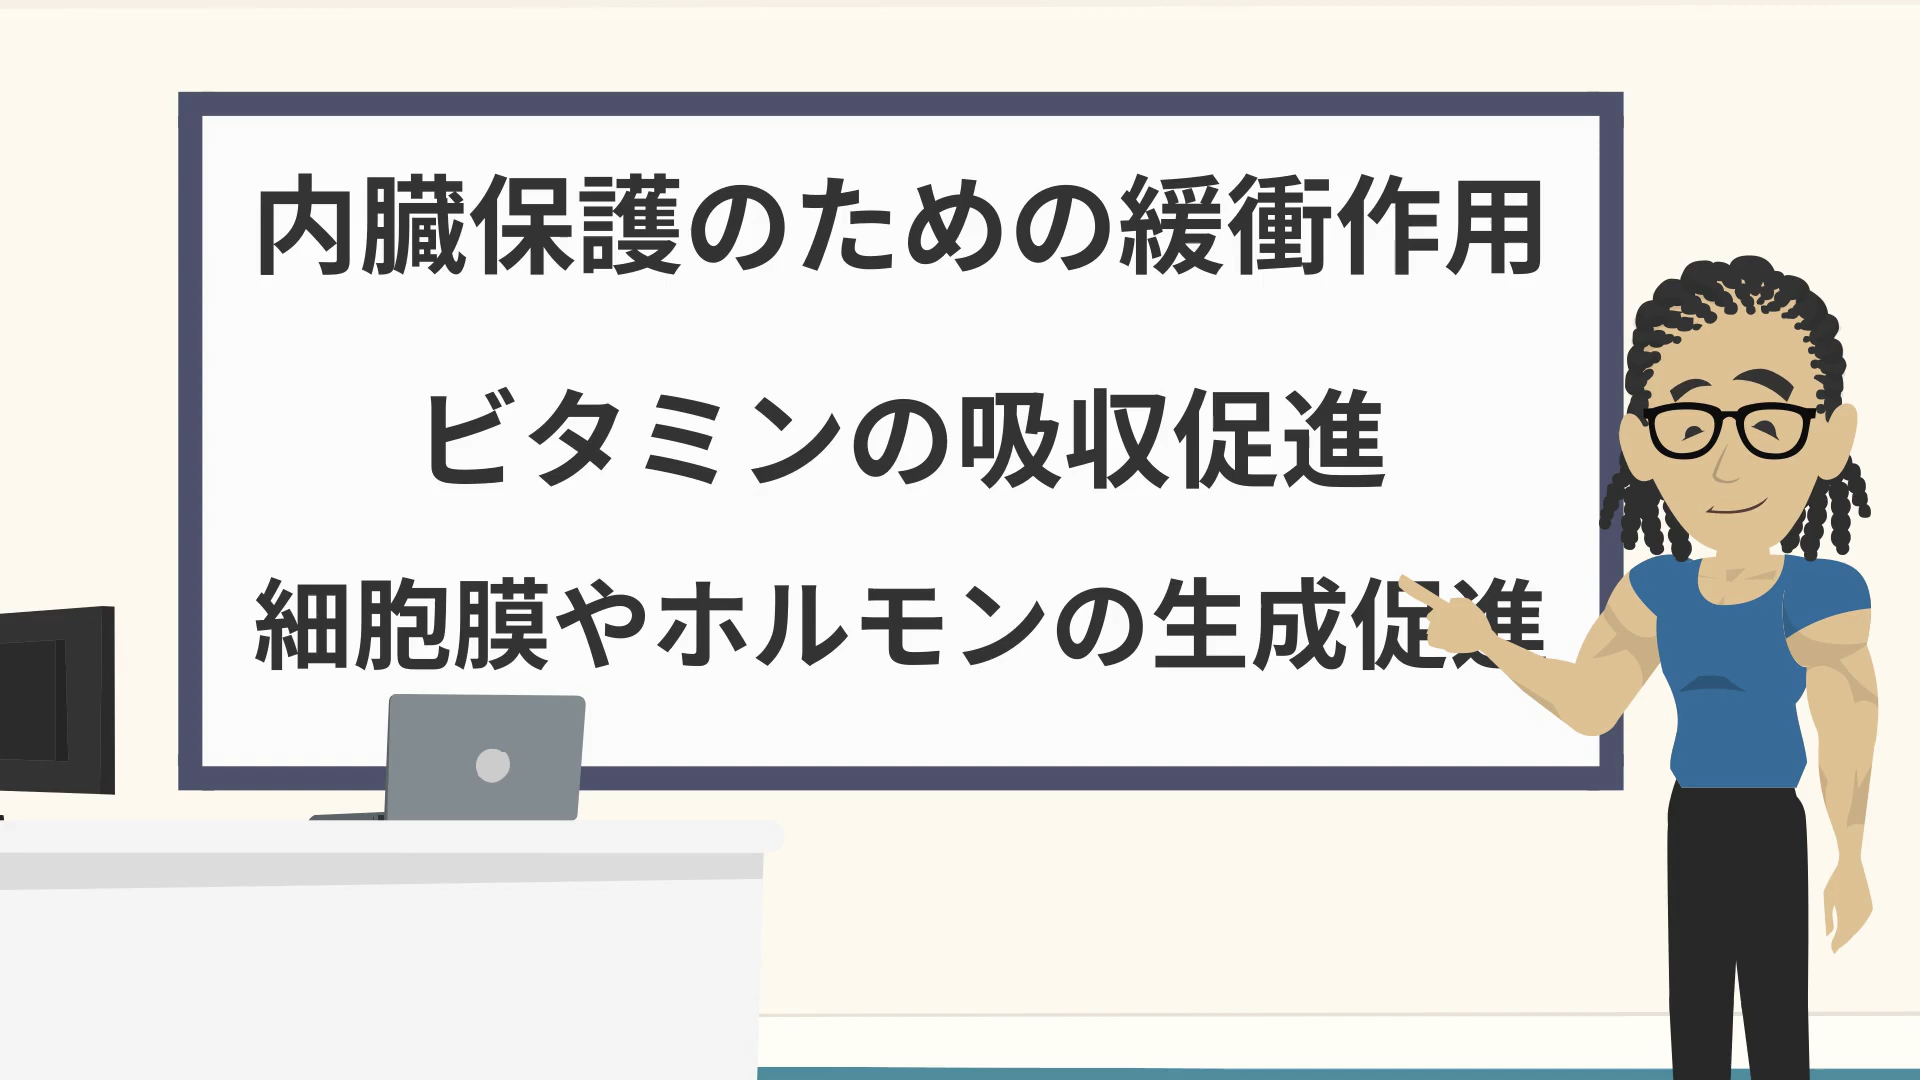 内臓保護のための緩衝作用
ビタミンの吸収促進
細胞膜やホルモンの生成促進